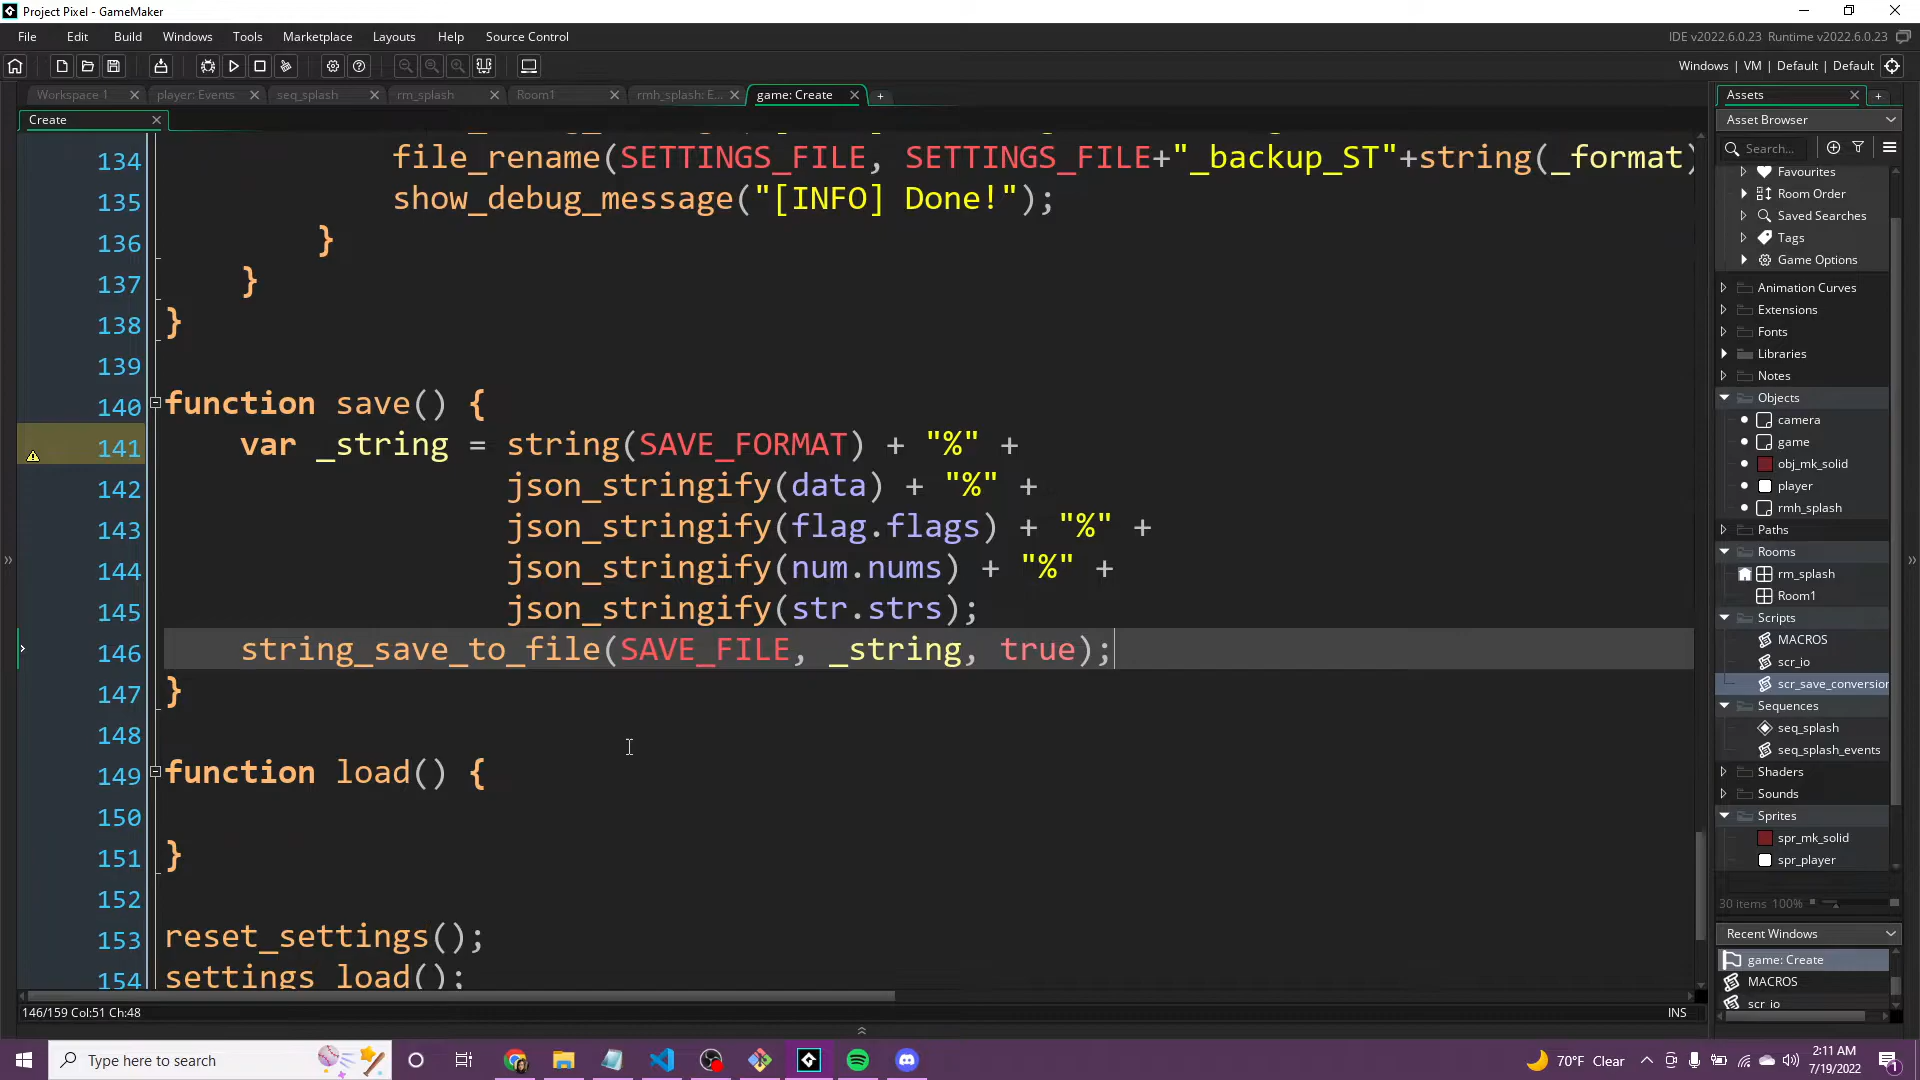 Project Pixel - GameMaker
File Edit Build Windows Tools Marketplace Layouts Help Source Control
IDE v2022.6.0.23 Runtime v2022.6.0.23
Windows | VM | Default | Default
Workspace 1 player: Events seq_splash rm_splash Room1 rmh_splash: E... game: Create
Create
134 file_rename(SETTINGS_FILE, SETTINGS_FILE+"_backup_ST"+string(_format)
135 show_debug_message("[INFO] Done!");
136 }
137 }
138 }
139
140 function save() {
141 var _string = string(SAVE_FORMAT) + "%" +
142 json_stringify(data) + "%" +
143 json_stringify(flag.flags) + "%" +
144 json_stringify(num.nums) + "%" +
145 json_stringify(str.strs);
146 string_save_to_file(SAVE_FILE, _string, true);
147 }
148
149 function load() {
150
151 }
152
153 reset_settings();
154 settings_load();
146/159 Col:51 Ch:48
INS
Assets
Asset Browser
Search...
Favourites
Room Order
Saved Searches
Tags
Game Options
Animation Curves
Extensions
Fonts
Libraries
Notes
Objects
camera
game
obj_mk_solid
player
rmh_splash
Paths
Rooms
rm_splash
Room1
Scripts
MACROS
scr_io
scr_save_conversion
Sequences
seq_splash
seq_splash_events
Shaders
Sounds
Sprites
spr_mk_solid
spr_player
30 items 100%
Recent Windows
game: Create
MACROS
scr_io
Type here to search
70°F Clear
2:11 AM
7/19/2022
1